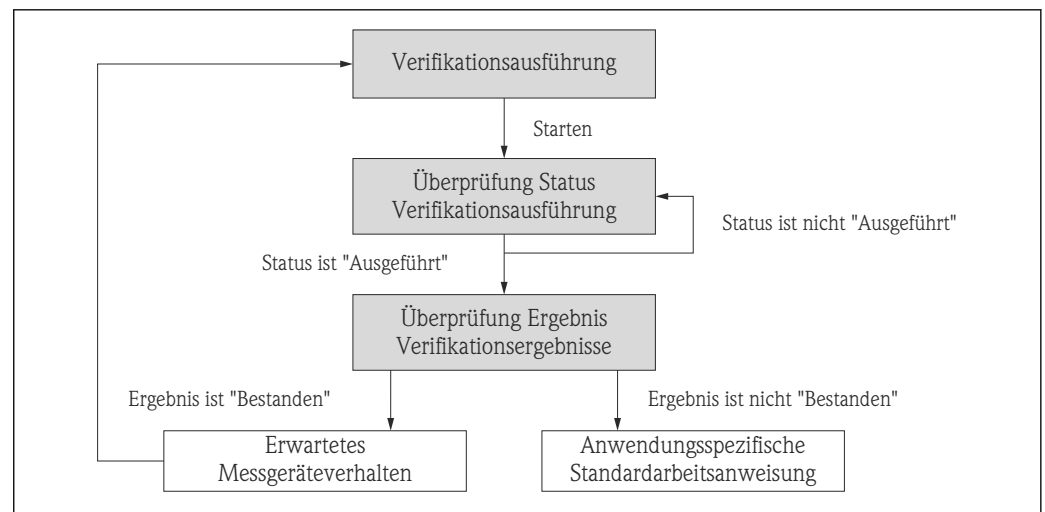 Verifikationsausführung
Starten
Überprüfung Status
Verifikationsausführung
Status ist nicht "Ausgeführt"
Status ist "Ausgeführt"
Überprüfung Ergebnis
Verifikationsergebnisse
Ergebnis ist "Bestanden"
Ergebnis ist nicht "Bestanden"
Erwartetes
Messgeräteverhalten
Anwendungsspezifische
Standardarbeitsanweisung